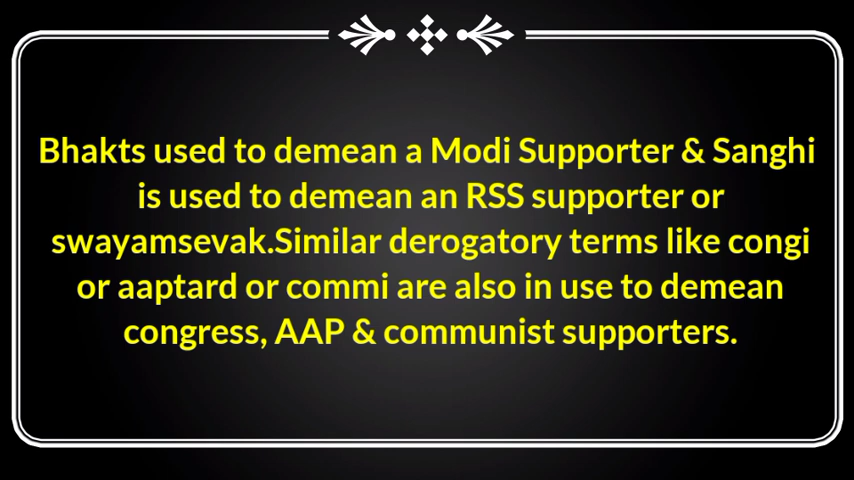 Bhakts used to demean a Modi Supporter & Sanghi
is used to demean an RSS supporter or
swayamsevak.Similar derogatory terms like congi
or aaptard or commi are also in use to demean
congress, AAP & communist supporters.